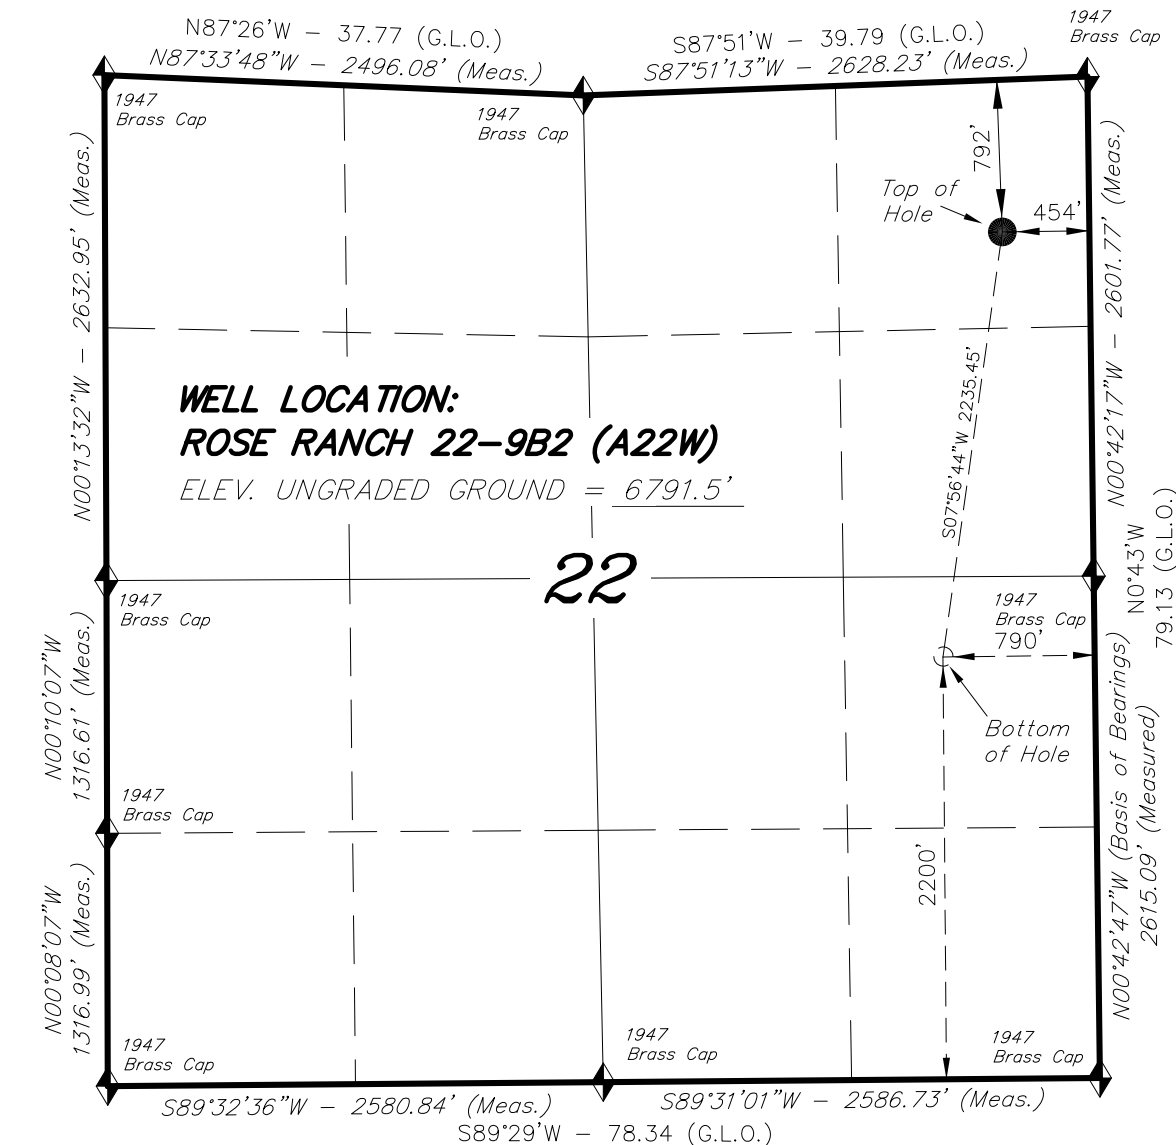 N87°26'W - 37.77 (G.L.O.)
N87°33'48"W - 2496.08' (Meas.)
S87°51'W - 39.79 (G.L.O.)
S87°51'13"W - 2628.23' (Meas.)
1947
Brass Cap
1947
Brass Cap
1947
Brass Cap
792'
Top of
Hole
454'
N00°13'32"W - 2632.95' (Meas.)
N00°42'17"W - 2601.77' (Meas.)
S07°56'44"W 2235.45'
WELL LOCATION:
ROSE RANCH 22-9B2 (A22W)
ELEV. UNGRADED GROUND = 6791.5'
22
N0°43'W
79.13 (G.L.O.)
1947
Brass Cap
1947
Brass Cap
790'
N00°10'07"W
1316.61' (Meas.)
Bottom
of Hole
N00°42'47"W (Basis of Bearings)
2615.09' (Measured)
1947
Brass Cap
2200'
N00°08'07"W
1316.99' (Meas.)
1947
Brass Cap
1947
Brass Cap
1947
Brass Cap
S89°32'36"W - 2580.84' (Meas.)
S89°31'01"W - 2586.73' (Meas.)
S89°29'W - 78.34 (G.L.O.)